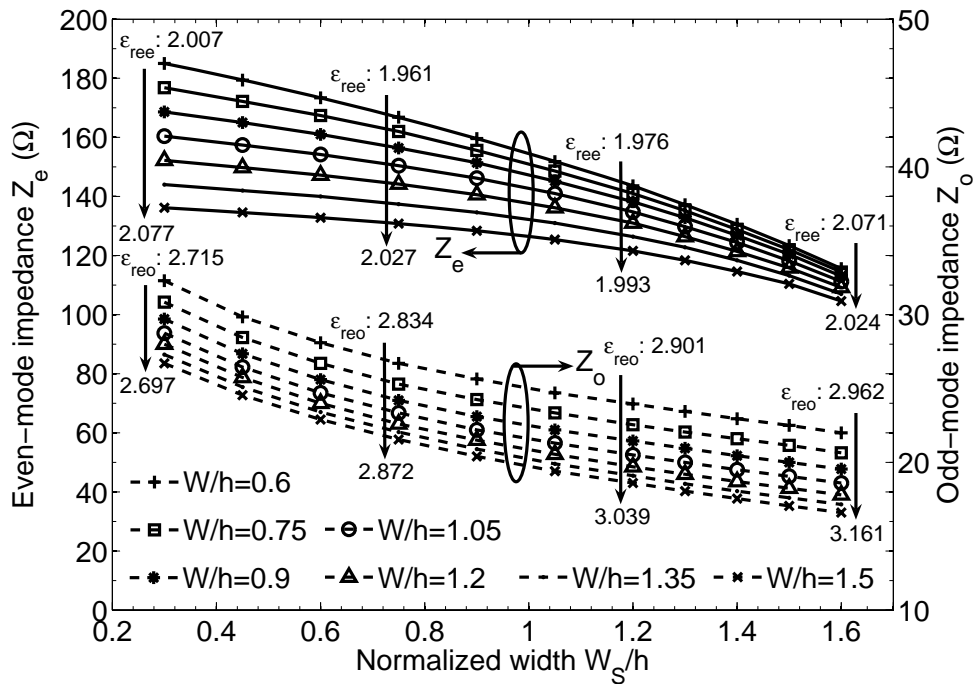 200
180
160
140
120
100
80
60
40
20
0
50
40
30
20
10
0.2
0.4
0.6
0.8
1
1.2
1.4
1.6
Even−mode impedance Z_e (Ω)
Odd−mode impedance Z_o (Ω)
Normalized width W_S/h
ε_ree: 2.007
ε_ree: 1.961
ε_ree: 1.976
ε_ree: 2.071
2.077
2.027
1.993
2.024
Z_e
ε_reo: 2.715
ε_reo: 2.834
ε_reo: 2.901
ε_reo: 2.962
Z_o
2.697
2.872
3.039
3.161
W/h=0.6
W/h=0.75
W/h=1.05
W/h=0.9
W/h=1.2
W/h=1.35
W/h=1.5